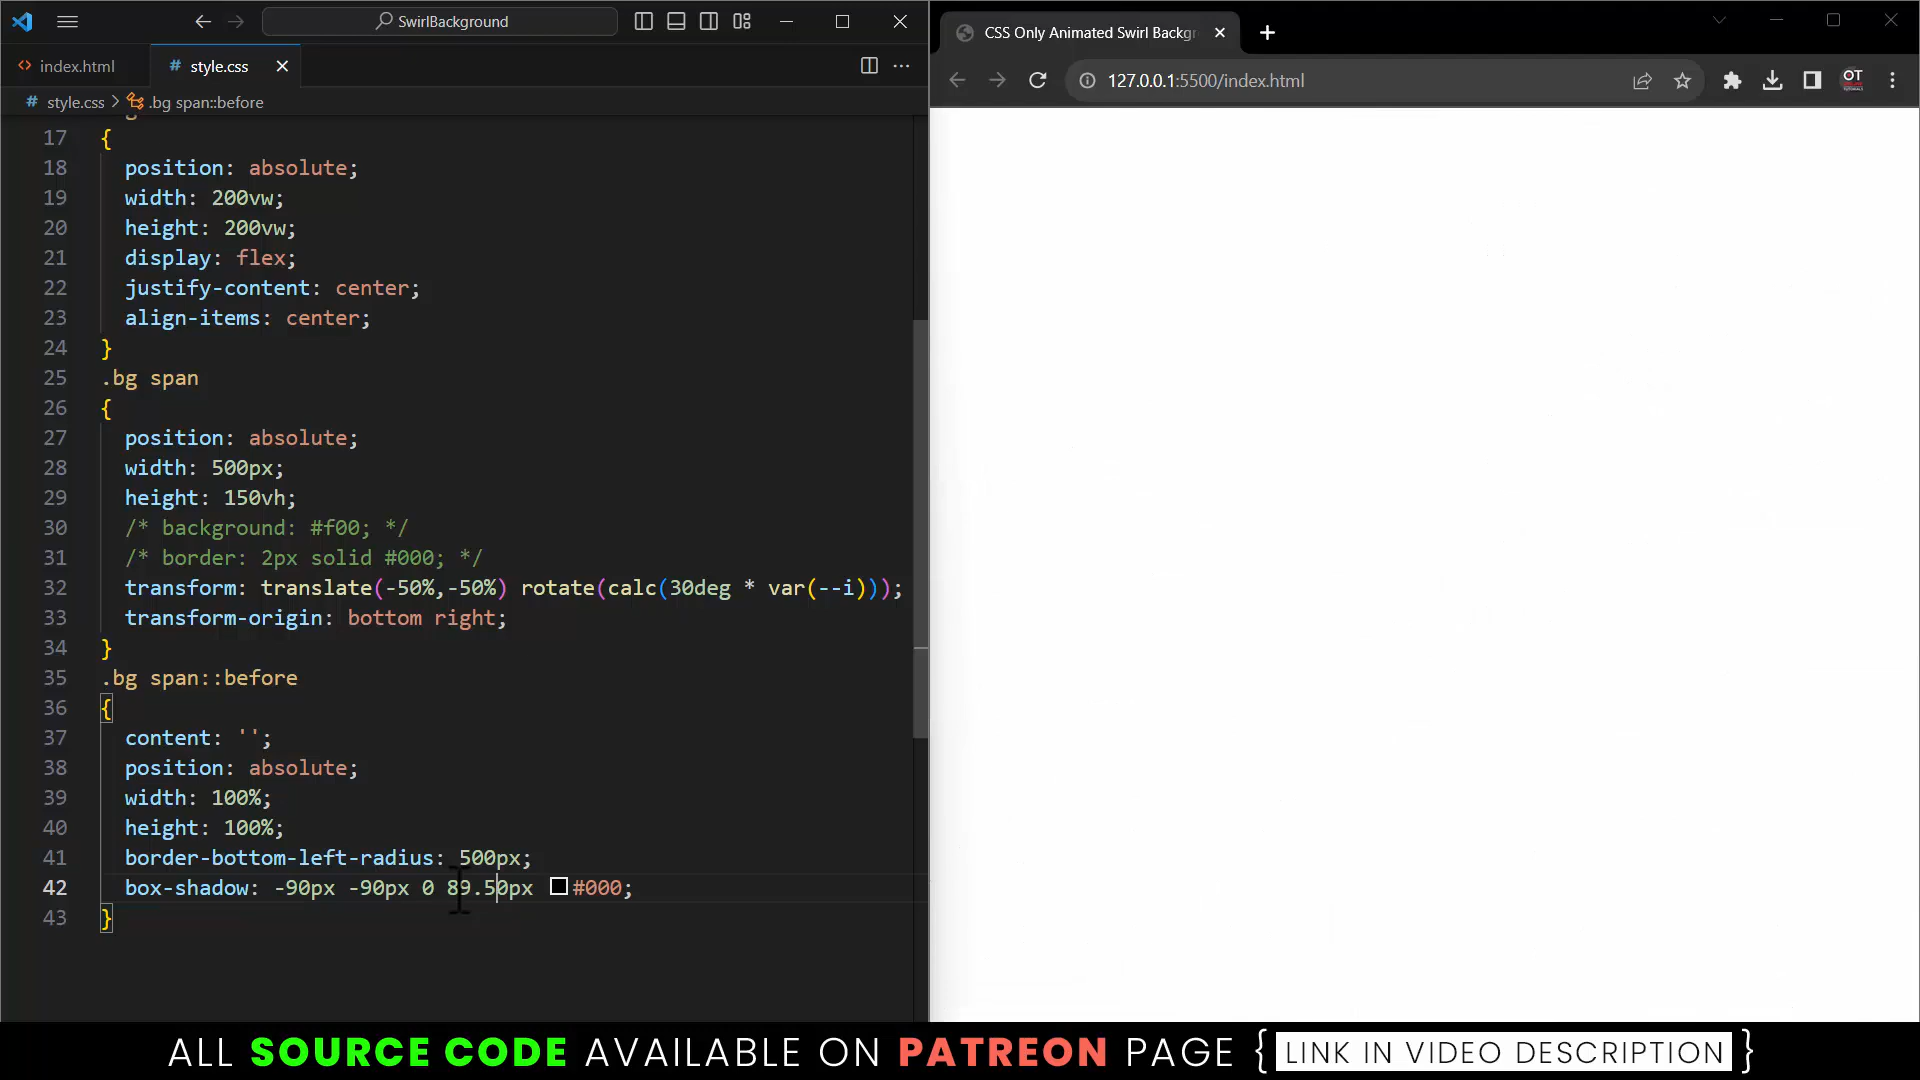 SwirlBackground
index.html
# style.css
# style.css > .bg span::before
17 {
18 position: absolute;
19 width: 200vw;
20 height: 200vw;
21 display: flex;
22 justify-content: center;
23 align-items: center;
24 }
25 .bg span
26 {
27 position: absolute;
28 width: 500px;
29 height: 150vh;
30 /* background: #f00; */
31 /* border: 2px solid #000; */
32 transform: translate(-50%,-50%) rotate(calc(30deg * var(--i)));
33 transform-origin: bottom right;
34 }
35 .bg span::before
36 {
37 content: '';
38 position: absolute;
39 width: 100%;
40 height: 100%;
41 border-bottom-left-radius: 500px;
42 box-shadow: -90px -90px 0 89.50px #000;
43 }
CSS Only Animated Swirl Backgr
127.0.0.1:5500/index.html
OT
ALL SOURCE CODE AVAILABLE ON PATREON PAGE { LINK IN VIDEO DESCRIPTION }